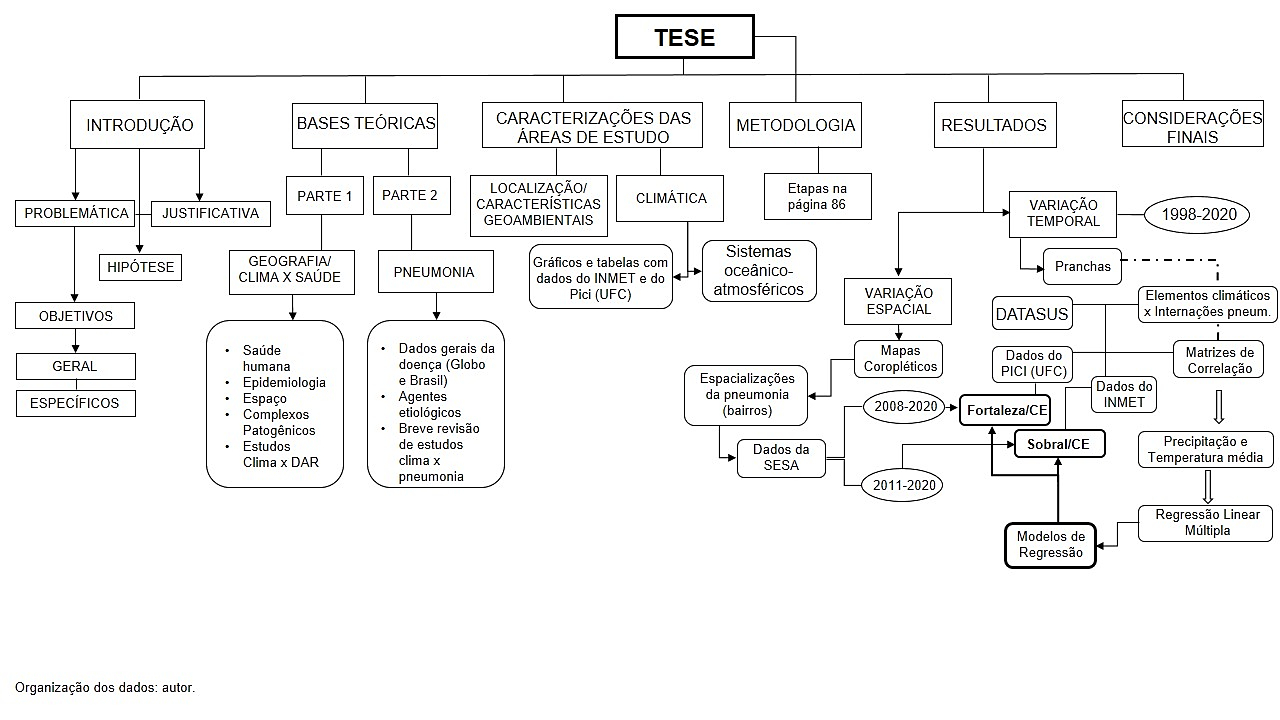 TESE
INTRODUÇÃO
BASES TEÓRICAS
CARACTERIZAÇÕES DAS
ÁREAS DE ESTUDO
METODOLOGIA
RESULTADOS
CONSIDERAÇÕES
FINAIS
PROBLEMÁTICA
JUSTIFICATIVA
HIPÓTESE
OBJETIVOS
GERAL
ESPECÍFICOS
PARTE 1
PARTE 2
GEOGRAFIA/
CLIMA X SAÚDE
PNEUMONIA
• Saúde
humana
• Epidemiologia
• Espaço
• Complexos
Patogênicos
• Estudos
Clima x DAR
• Dados gerais da
doença (Globo
e Brasil)
• Agentes
etiológicos
• Breve revisão
de estudos
clima x
pneumonia
LOCALIZAÇÃO/
CARACTERÍSTICAS
GEOAMBIENTAIS
CLIMÁTICA
Gráficos e tabelas com
dados do INMET e do
Pici (UFC)
Sistemas
oceânico-
atmosféricos
Etapas na
página 86
VARIAÇÃO
TEMPORAL
1998-2020
Pranchas
VARIAÇÃO
ESPACIAL
Mapas
Coropléticos
Espacializações
da pneumonia
(bairros)
Dados da
SESA
2008-2020
2011-2020
Fortaleza/CE
Sobral/CE
DATASUS
Elementos climáticos
x Internações pneum.
Dados do
PICI (UFC)
Matrizes de
Correlação
Dados do
INMET
Precipitação e
Temperatura média
Regressão Linear
Múltipla
Modelos de
Regressão
Organização dos dados: autor.